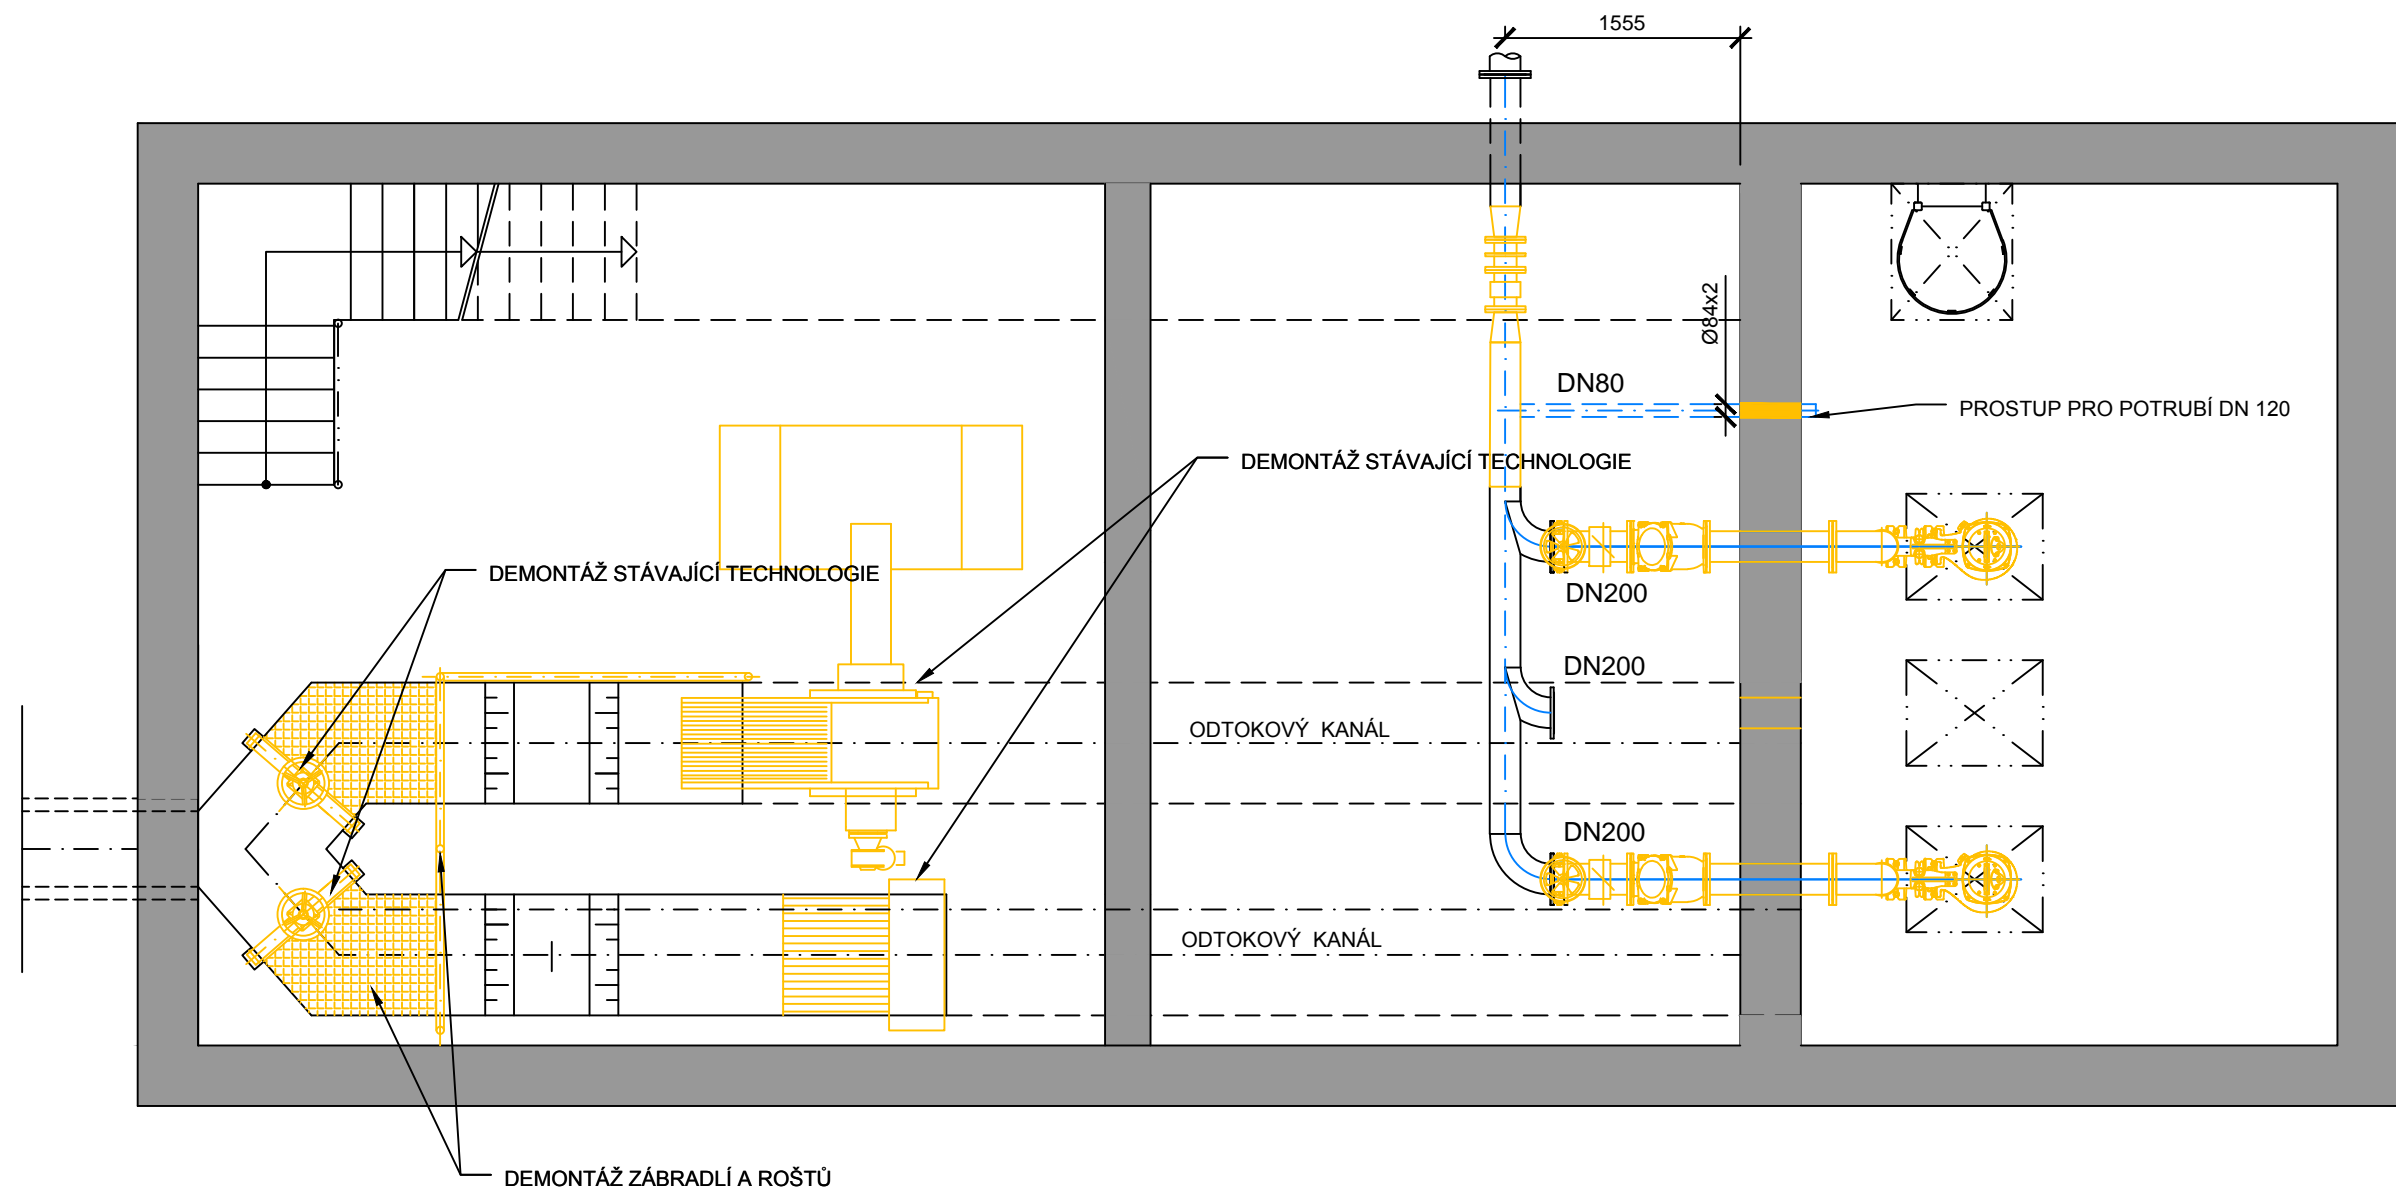 1555
Ø84x2
DN80
PROSTUP PRO POTRUBÍ DN 120
DEMONTÁŽ STÁVAJÍCÍ TECHNOLOGIE
DEMONTÁŽ STÁVAJÍCÍ TECHNOLOGIE
DN200
DN200
ODTOKOVÝ KANÁL
DN200
ODTOKOVÝ KANÁL
DEMONTÁŽ ZÁBRADLÍ A ROŠTŮ